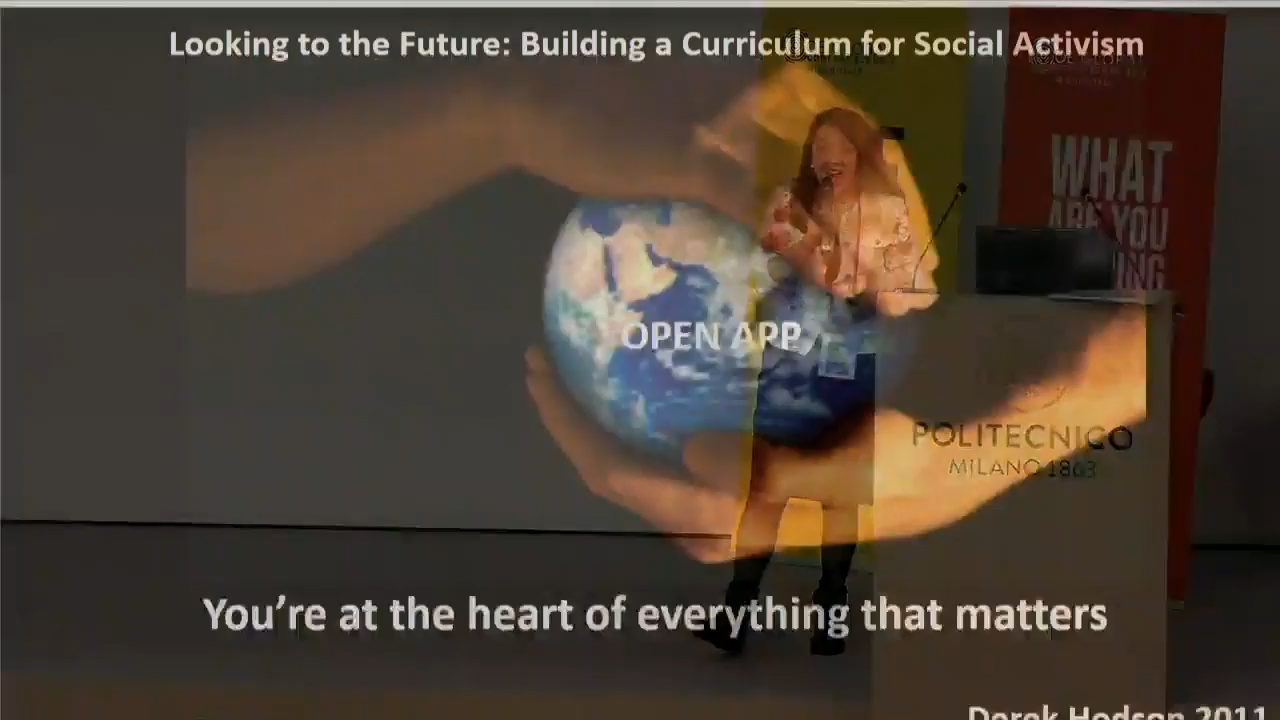 Looking to the Future: Building a Curriculum for Social Activism
WHAT
ARE YOU
OPEN APP
POLITECNICO
MILANO 1863
You're at the heart of everything that matters
Derek Hodson 2011